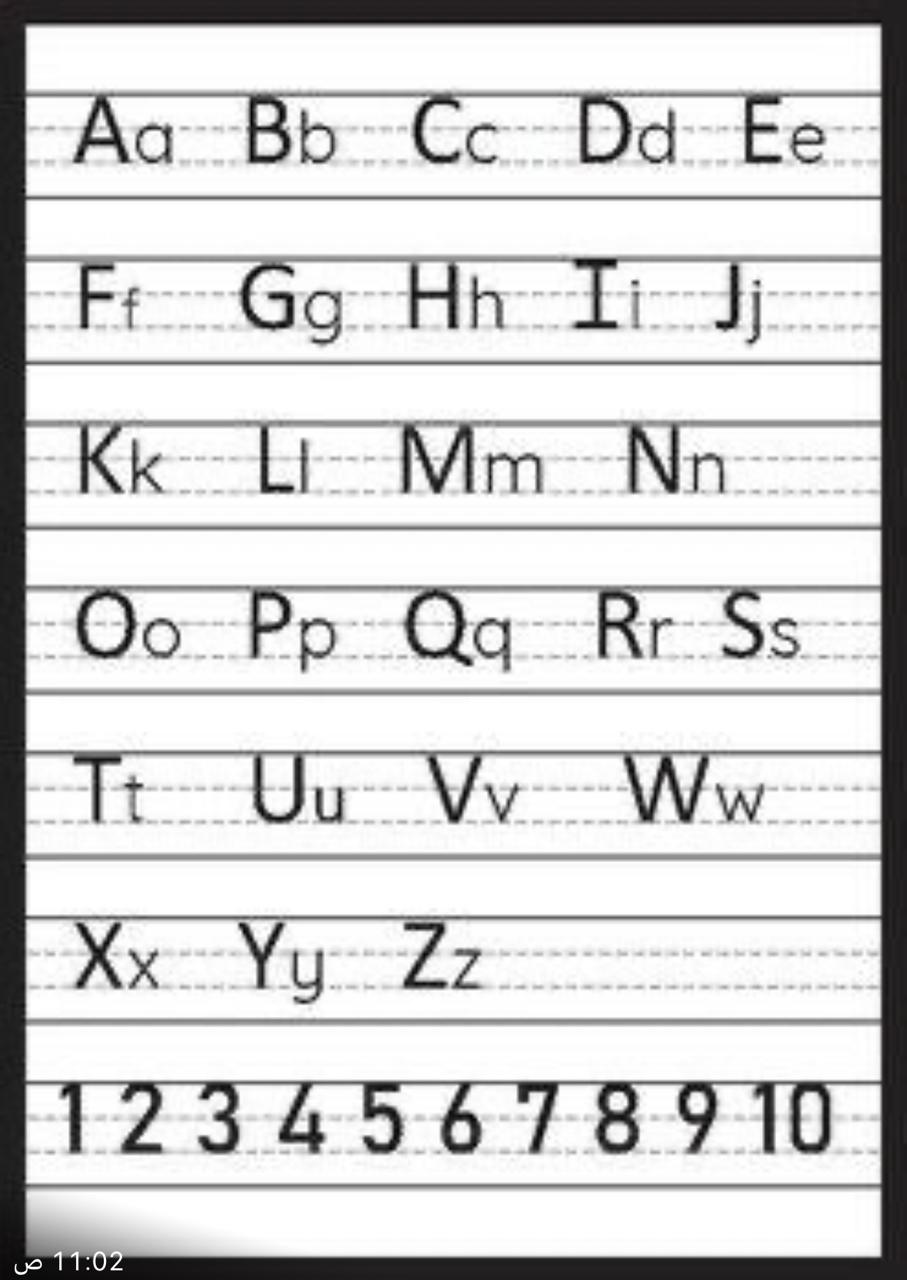 Aa Bb Cc Dd Ee
Ff Gg Hh Ii Jj
Kk Ll Mm Nn
Oo Pp Qq Rr Ss
Tt Uu Vv Ww
Xx Yy Zz
1 2 3 4 5 6 7 8 9 10
11:02 ص